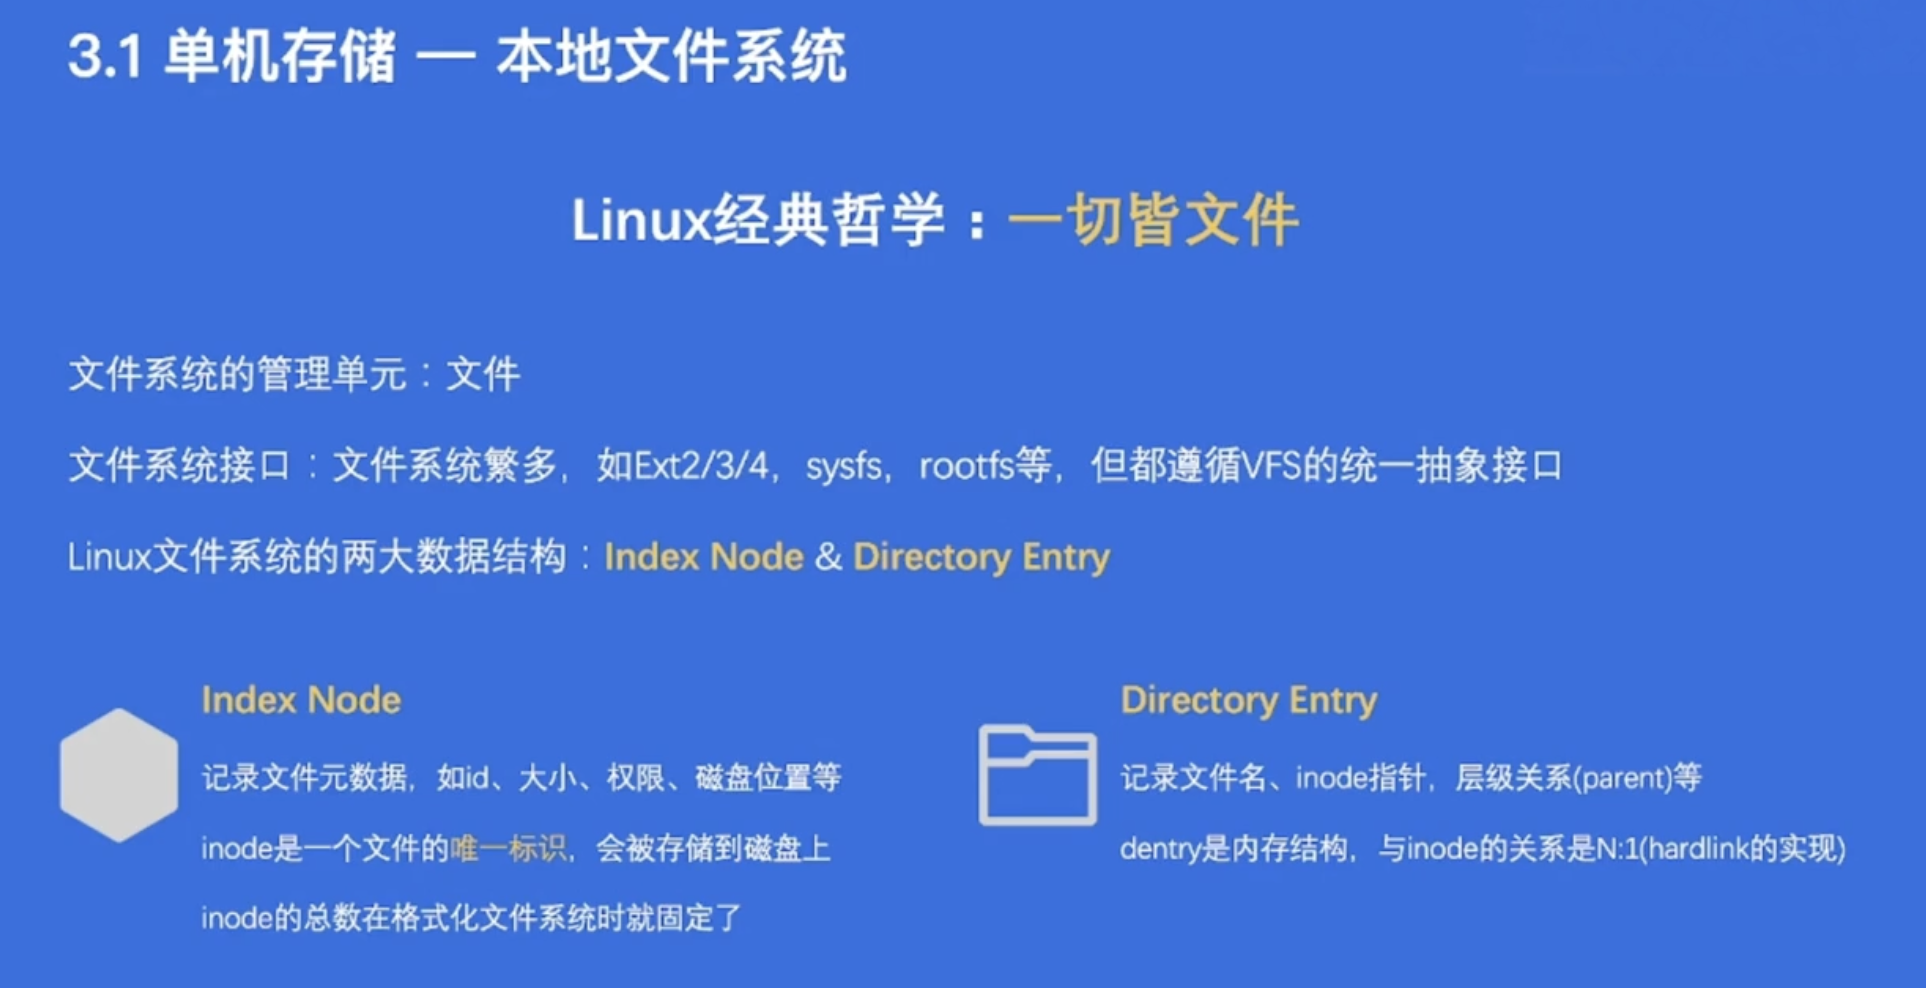 3.1 单机存储 — 本地文件系统
Linux经典哲学：一切皆文件
文件系统的管理单元：文件
文件系统接口：文件系统繁多，如Ext2/3/4，sysfs，rootfs等，但都遵循VFS的统一抽象接口
Linux文件系统的两大数据结构：Index Node & Directory Entry
Index Node
记录文件元数据，如id、大小、权限、磁盘位置等
inode是一个文件的唯一标识，会被存储到磁盘上
inode的总数在格式化文件系统时就固定了
Directory Entry
记录文件名、inode指针，层级关系(parent)等
dentry是内存结构，与inode的关系是N:1(hardlink的实现)